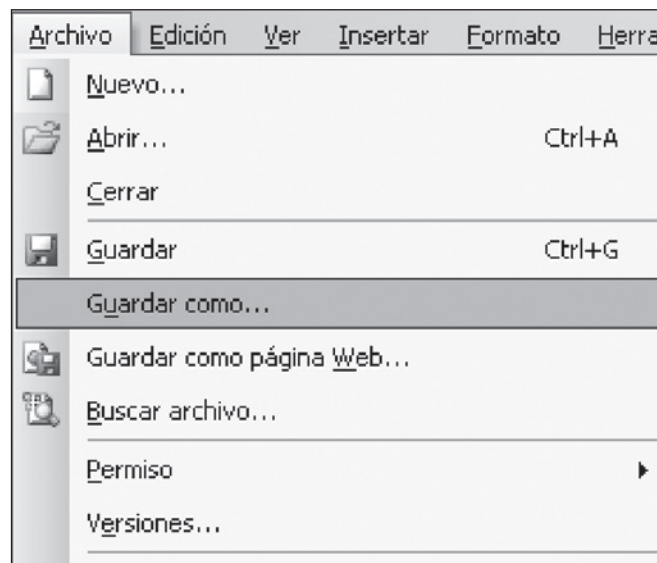 Archivo Edición Ver Insertar Formato
Nuevo...
Abrir... Ctrl+A
Cerrar
Guardar Ctrl+G
Guardar como...
Guardar como página Web...
Buscar archivo...
Permiso
Versiones...